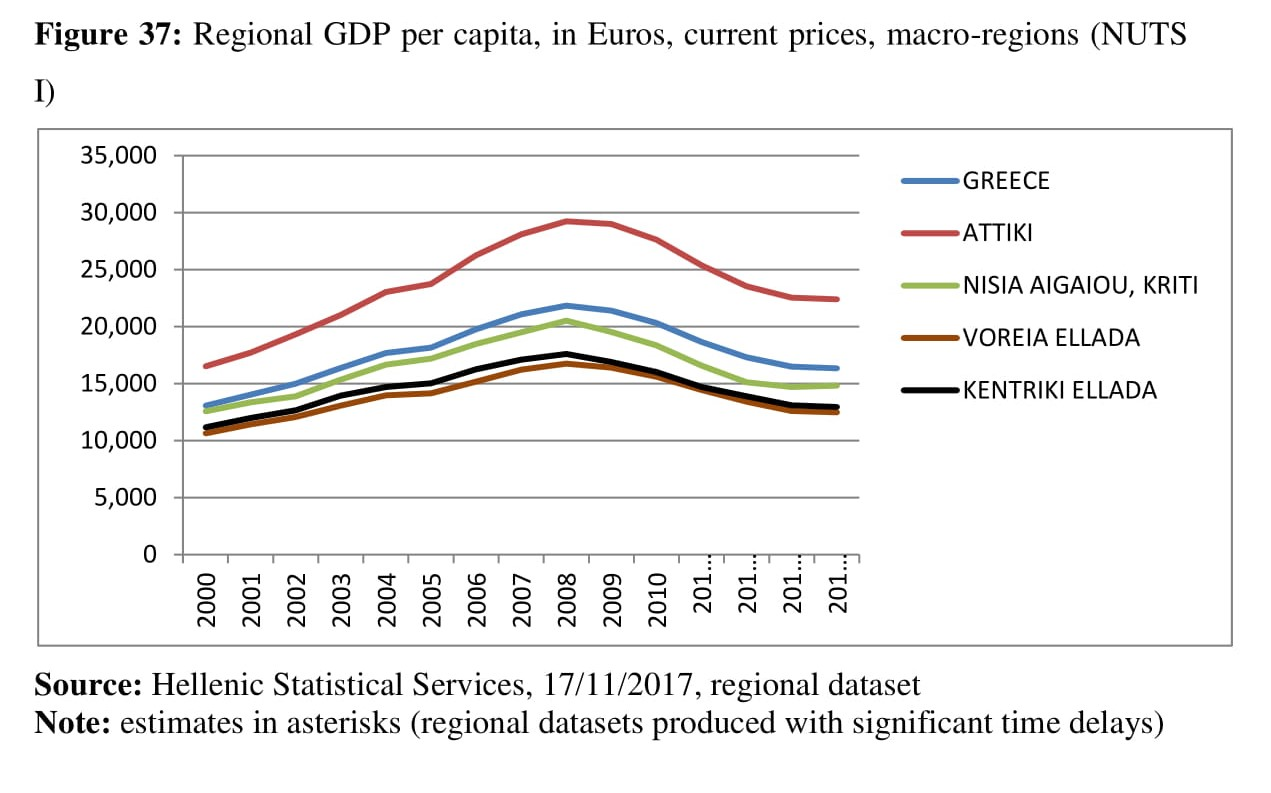 Figure 37: Regional GDP per capita, in Euros, current prices, macro-regions (NUTS
I)
35,000
30,000
25,000
20,000
15,000
10,000
5,000
0
2000
2001
2002
2003
2004
2005
2006
2007
2008
2009
2010
201...
201...
201...
201...
GREECE
ATTIKI
NISIA AIGAIOU, KRITI
VOREIA ELLADA
KENTRIKI ELLADA
Source: Hellenic Statistical Services, 17/11/2017, regional dataset
Note: estimates in asterisks (regional datasets produced with significant time delays)